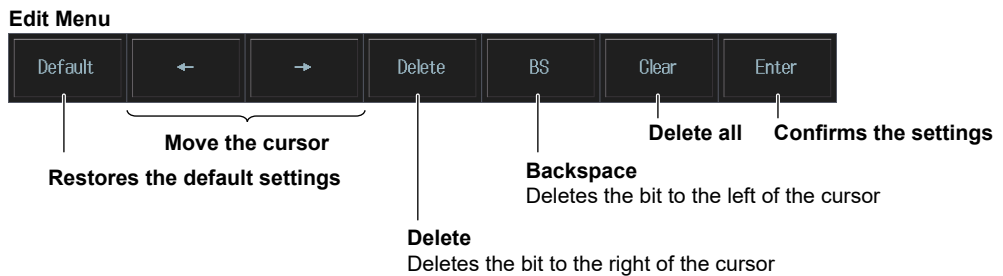 Edit Menu
Default ← → Delete BS Clear Enter
Move the cursor
Delete all Confirms the settings
Restores the default settings
Backspace
Deletes the bit to the left of the cursor
Delete
Deletes the bit to the right of the cursor